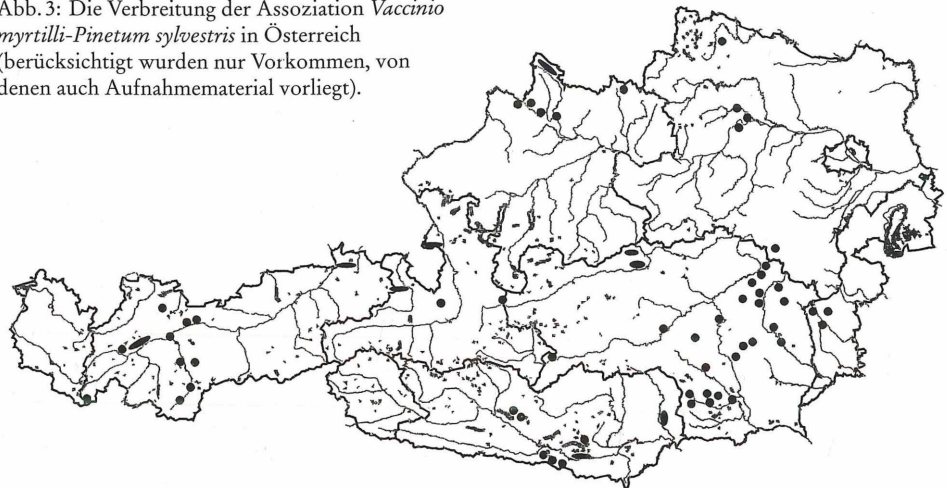 Abb. 3: Die Verbreitung der Assoziation Vaccinio
myrtilli-Pinetum sylvestris in Österreich
(berücksichtigt wurden nur Vorkommen, von
denen auch Aufnahmematerial vorliegt).